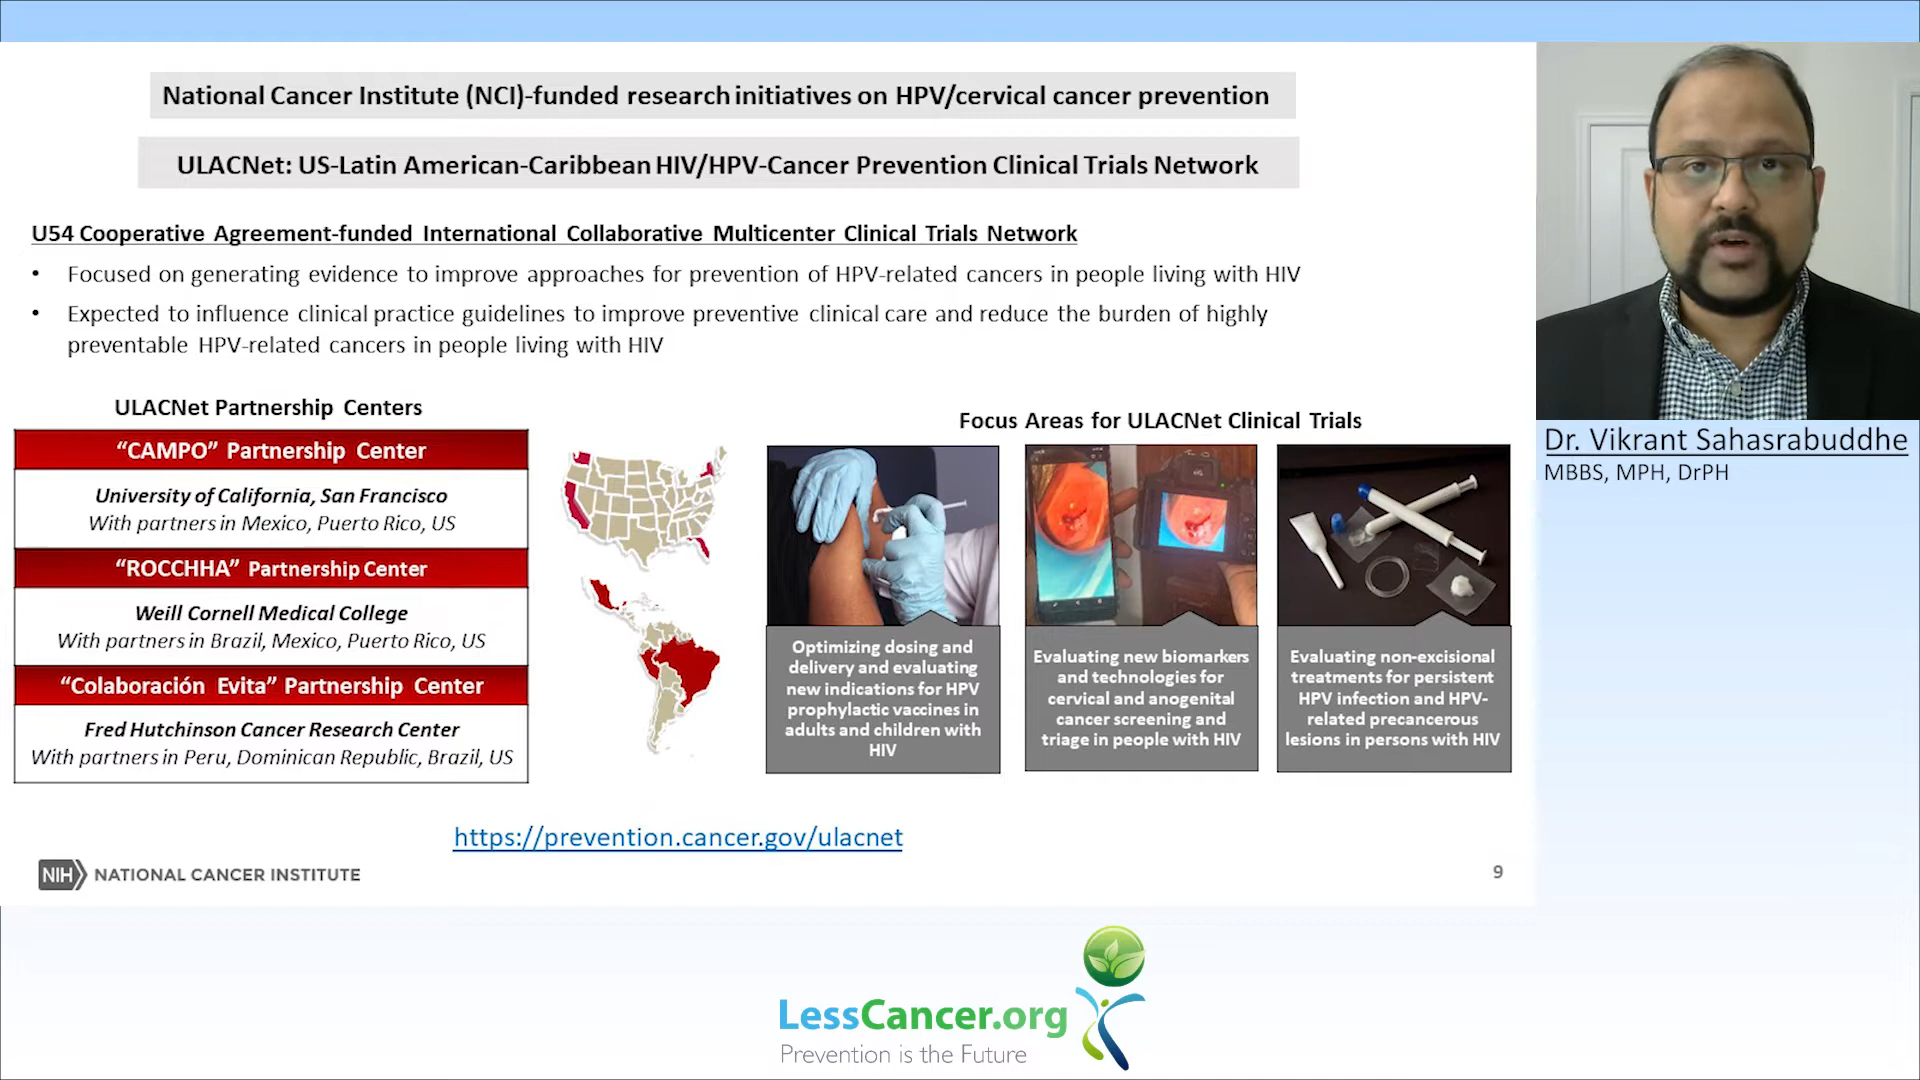 National Cancer Institute (NCI)-funded research initiatives on HPV/cervical cancer prevention
ULACNet: US-Latin American-Caribbean HIV/HPV-Cancer Prevention Clinical Trials Network
U54 Cooperative Agreement-funded International Collaborative Multicenter Clinical Trials Network
• Focused on generating evidence to improve approaches for prevention of HPV-related cancers in people living with HIV
• Expected to influence clinical practice guidelines to improve preventive clinical care and reduce the burden of highly
preventable HPV-related cancers in people living with HIV
ULACNet Partnership Centers
“CAMPO” Partnership Center
University of California, San Francisco
With partners in Mexico, Puerto Rico, US
“ROCCHHA” Partnership Center
Weill Cornell Medical College
With partners in Brazil, Mexico, Puerto Rico, US
“Colaboración Evita” Partnership Center
Fred Hutchinson Cancer Research Center
With partners in Peru, Dominican Republic, Brazil, US
Focus Areas for ULACNet Clinical Trials
Optimizing dosing and
delivery and evaluating
new indications for HPV
prophylactic vaccines in
adults and children with
HIV
Evaluating new biomarkers
and technologies for
cervical and anogenital
cancer screening and
triage in people with HIV
Evaluating non-excisional
treatments for persistent
HPV infection and HPV-
related precancerous
lesions in persons with HIV
https://prevention.cancer.gov/ulacnet
NIH NATIONAL CANCER INSTITUTE
9
Dr. Vikrant Sahasrabuddhe
MBBS, MPH, DrPH
LessCancer.org
Prevention is the Future